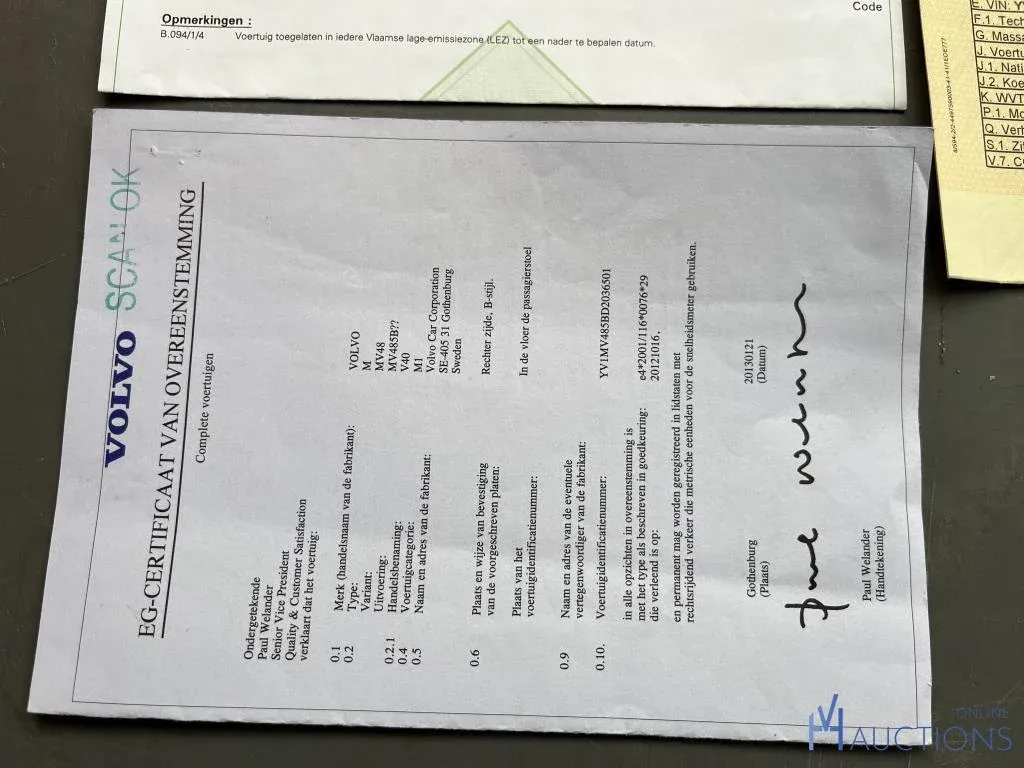 Code
Opmerkingen :
B.094/1/4 Voertuig toegelaten in iedere Vlaamse lage-emissiezone (LEZ) tot een nader te bepalen datum.
E. VIN:
F.1. Tech
G. Massa
J. Voertu
J.1. Nati
J.2. Koe
K. WVT
P.1. Mo
Q. Verh
S.1. Zi
V.7. C
VOLVO SCAN OK
EG-CERTIFICAAT VAN OVEREENSTEMMING
Complete voertuigen
Ondergetekende
Paul Welander
Senior Vice President
Quality & Customer Satisfaction
verklaart dat het voertuig:
0.1 Merk (handelsnaam van de fabrikant): VOLVO
0.2 Type: M
Variant: MV48
Uitvoering: MV485B??
0.2.1 Handelsbenaming: V40
0.4 Voertuigcategorie: M1
0.5 Naam en adres van de fabrikant: Volvo Car Corporation
SE-405 31 Gothenburg
Sweden
0.6 Plaats en wijze van bevestiging
van de voorgeschreven platen: Rechter zijde, B-stijl.
Plaats van het
voertuigidentificatienummer: In de vloer de passagierstoel
0.9 Naam en adres van de eventuele
vertegenwoordiger van de fabrikant:
0.10. Voertuigidentificatienummer: YV1MV485BD2036501
in alle opzichten in overeenstemming is
met het type als beschreven in goedkeuring: e4*2001/116*0076*29
die verleend is op: 20121016.
en permanent mag worden geregistreerd in lidstaten met
rechtsrijdend verkeer die metrische eenheden voor de snelheidsmeter gebruiken.
Gothenburg 20130121
(Plaats) (Datum)
Paul Welander
(Handtekening)
ONLINE
AUCTIONS